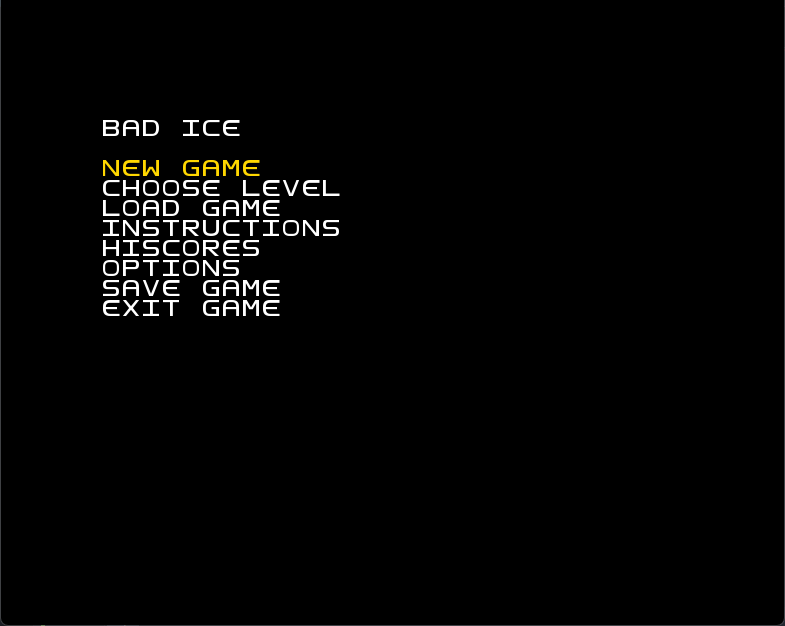 BAD ICE
NEW GAME
CHOOSE LEVEL
LOAD GAME
INSTRUCTIONS
HISCORES
OPTIONS
SAVE GAME
EXIT GAME